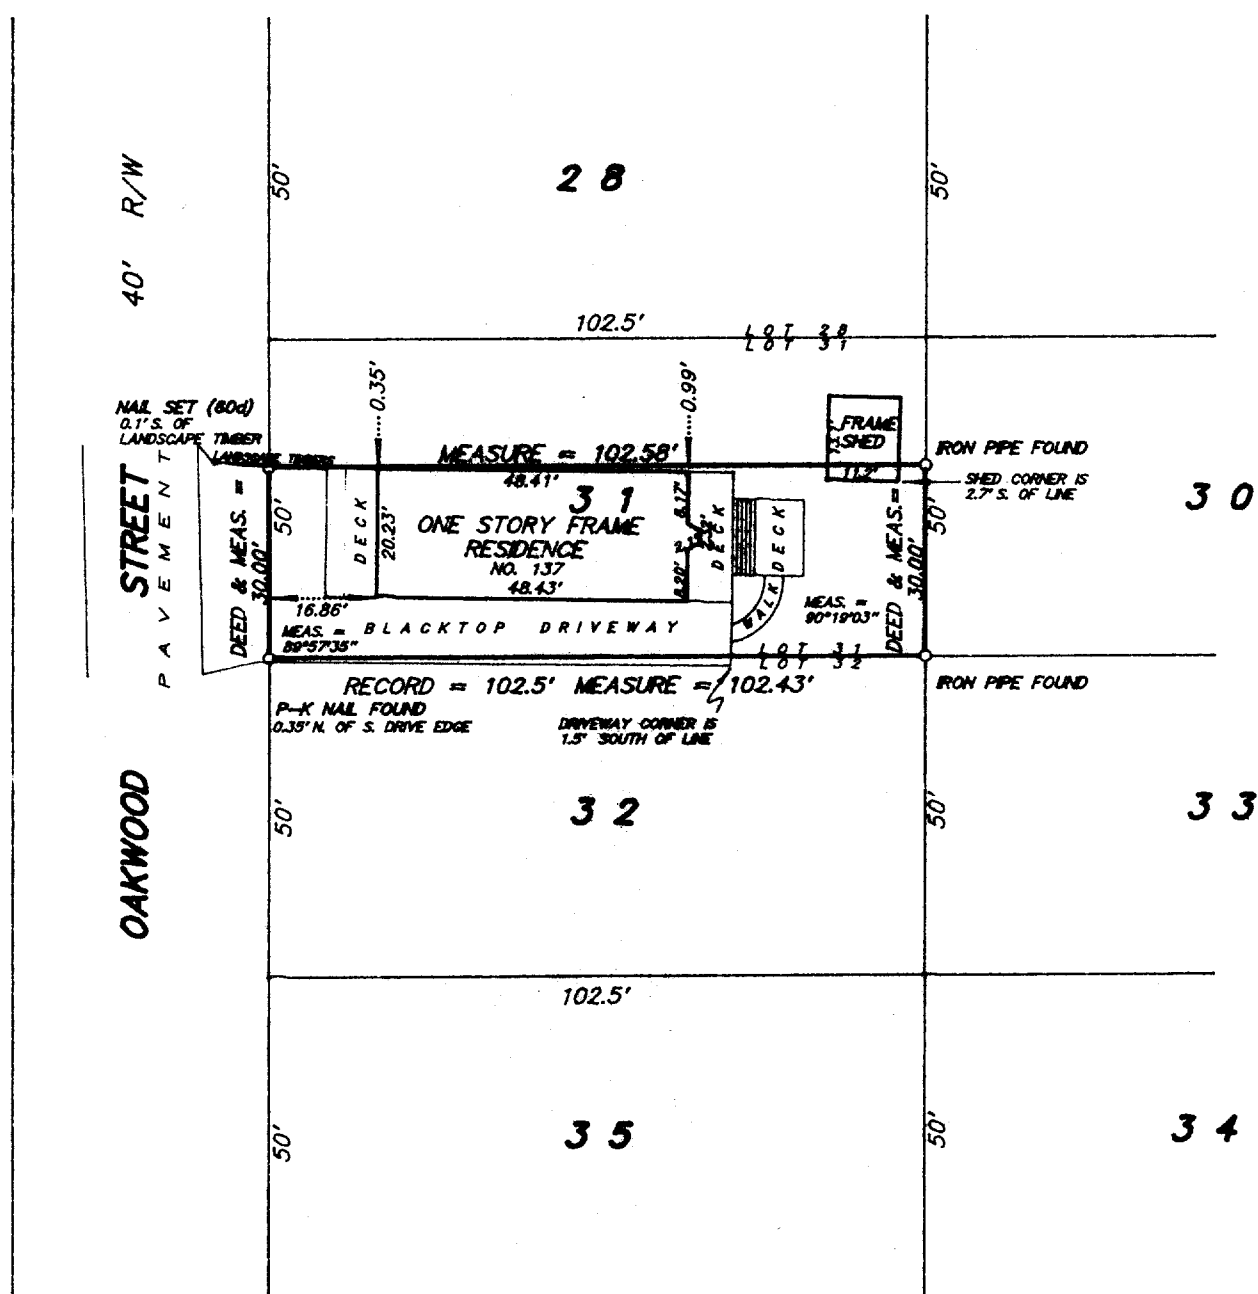 50'
2 8
50'
40' R/W
102.5'
LOT 28
LOT 31
0.35'
0.99'
NAIL SET (60d)
0.1' S. OF
LANDSCAPE TIMBER
LANDSCAPE TIMBERS
MEASURE = 102.58'
FRAME
SHED
11.2'
IRON PIPE FOUND
SHED CORNER IS
2.7' S. OF LINE
48.41'
3 1
ONE STORY FRAME
RESIDENCE
NO. 137
48.43'
DECK
20.23'
8.17'
8.20'
DECK
DECK
WALK
50'
DEED & MEAS. =
30.00'
50'
DEED & MEAS. =
30.00'
3 0
OAKWOOD STREET
PAVEMENT
16.86'
MEAS. =
89°57'35"
BLACKTOP DRIVEWAY
MEAS. =
90°19'03"
LOT 31
LOT 32
RECORD = 102.5' MEASURE = 102.43'
IRON PIPE FOUND
P-K NAIL FOUND
0.35' N. OF S. DRIVE EDGE
DRIVEWAY CORNER IS
1.5' SOUTH OF LINE
50'
3 2
50'
3 3
102.5'
50'
3 5
50'
3 4